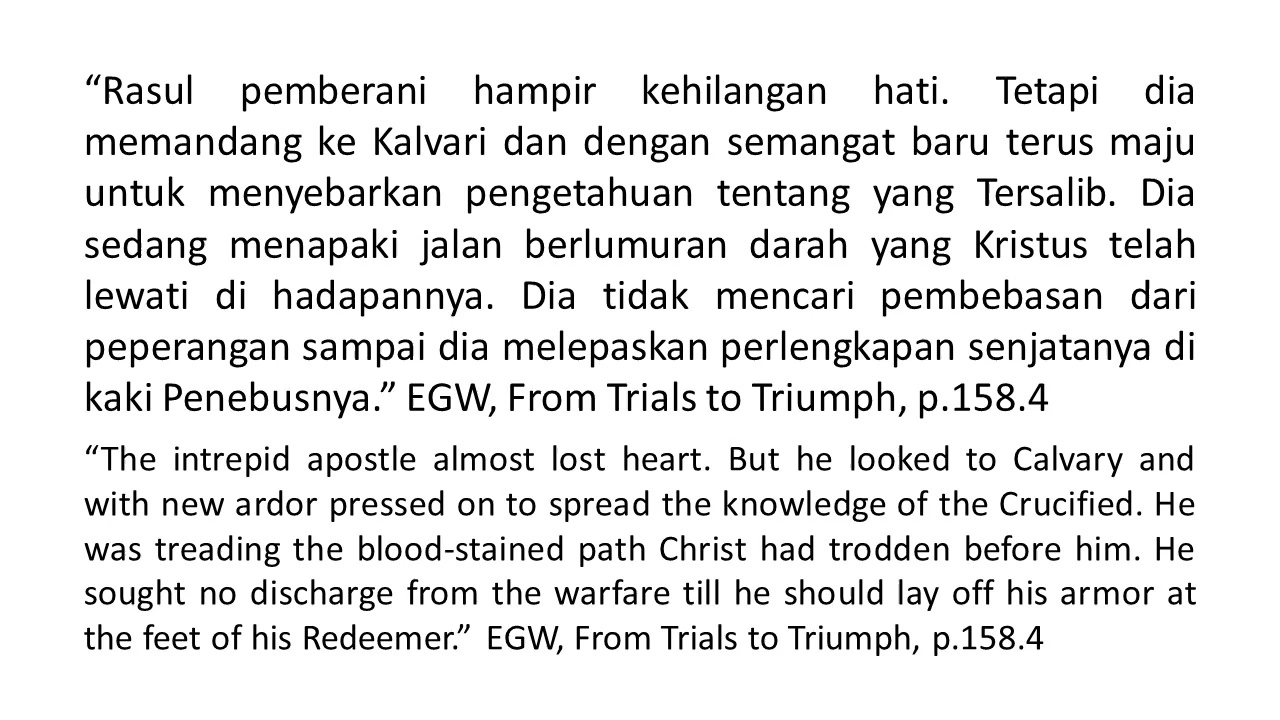 “Rasul pemberani hampir kehilangan hati. Tetapi dia
memandang ke Kalvari dan dengan semangat baru terus maju
untuk menyebarkan pengetahuan tentang yang Tersalib. Dia
sedang menapaki jalan berlumuran darah yang Kristus telah
lewati di hadapannya. Dia tidak mencari pembebasan dari
peperangan sampai dia melepaskan perlengkapan senjatanya di
kaki Penebusnya.” EGW, From Trials to Triumph, p.158.4
“The intrepid apostle almost lost heart. But he looked to Calvary and
with new ardor pressed on to spread the knowledge of the Crucified. He
was treading the blood-stained path Christ had trodden before him. He
sought no discharge from the warfare till he should lay off his armor at
the feet of his Redeemer.” EGW, From Trials to Triumph, p.158.4